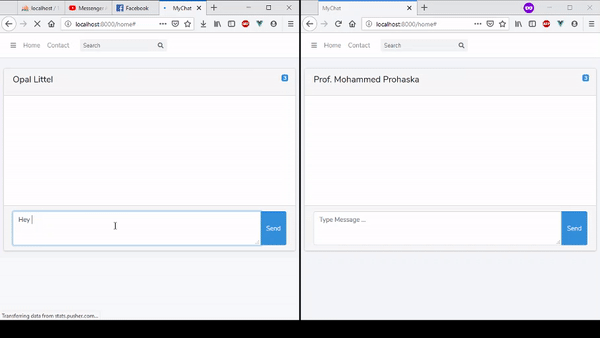 localhost /
Messenger
Facebook
MyChat
localhost:8000/home#
Home Contact Search
Opal Littel
3
Hey
Send
Transferring data from stats.pusher.com...
MyChat
localhost:8000/home#
Home Contact Search
Prof. Mohammed Prohaska
3
Type Message ...
Send